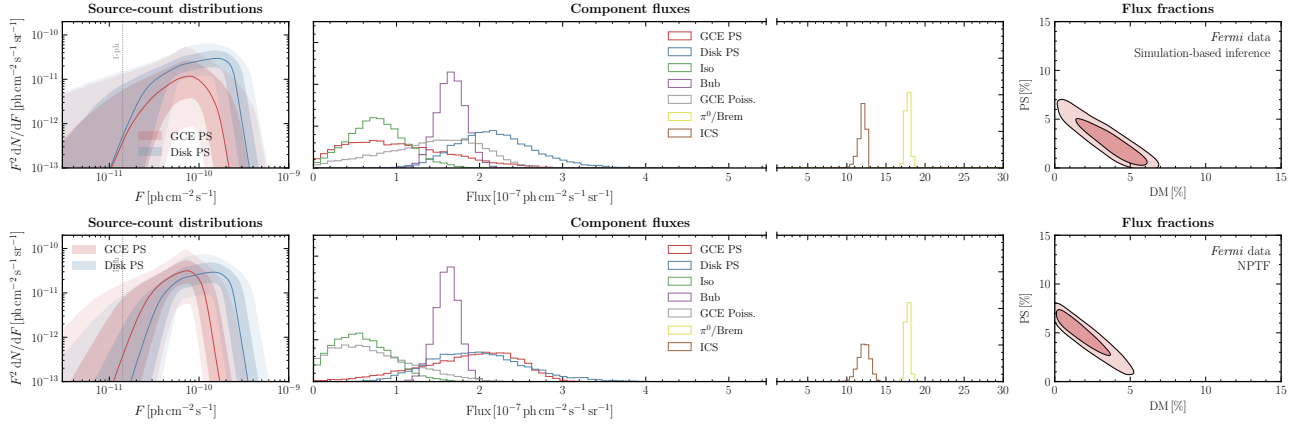 Source-count distributions
Component fluxes
Flux fractions
F² dN/dF [ph cm⁻² s⁻¹ sr⁻¹]
10⁻¹⁰
10⁻¹¹
10⁻¹²
10⁻¹³
1-ph
GCE PS
Disk PS
10⁻¹¹
10⁻¹⁰
10⁻⁹
F [ph cm⁻² s⁻¹]
GCE PS
Disk PS
Iso
Bub
GCE Poiss.
π⁰/Brem
ICS
0 1 2 3 4 5 10 15 20 25 30
Flux [10⁻⁷ ph cm⁻² s⁻¹ sr⁻¹]
PS [%]
15
10
5
0
Fermi data
Simulation-based inference
0 5 10 15
DM [%]
Source-count distributions
Component fluxes
Flux fractions
F² dN/dF [ph cm⁻² s⁻¹ sr⁻¹]
10⁻¹⁰
10⁻¹¹
10⁻¹²
10⁻¹³
GCE PS
Disk PS
10⁻¹¹
10⁻¹⁰
10⁻⁹
F [ph cm⁻² s⁻¹]
GCE PS
Disk PS
Iso
Bub
GCE Poiss.
π⁰/Brem
ICS
0 1 2 3 4 5 10 15 20 25 30
Flux [10⁻⁷ ph cm⁻² s⁻¹ sr⁻¹]
PS [%]
15
10
5
0
Fermi data
NPTF
0 5 10 15
DM [%]